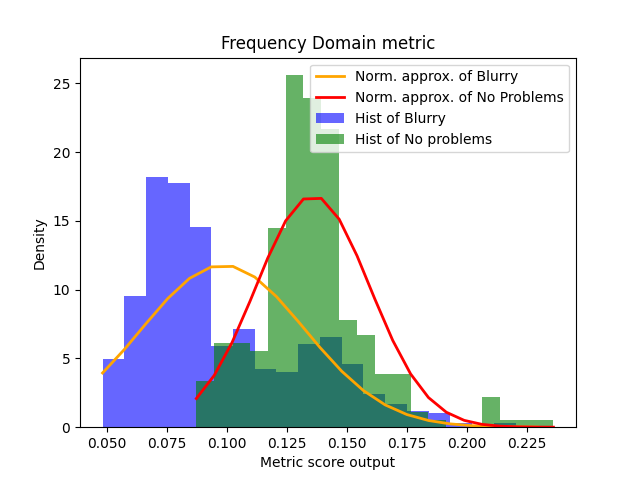 Frequency Domain metric
Norm. approx. of Blurry
Norm. approx. of No Problems
Hist of Blurry
Hist of No problems
Density
25
20
15
10
5
0
0.050 0.075 0.100 0.125 0.150 0.175 0.200 0.225
Metric score output